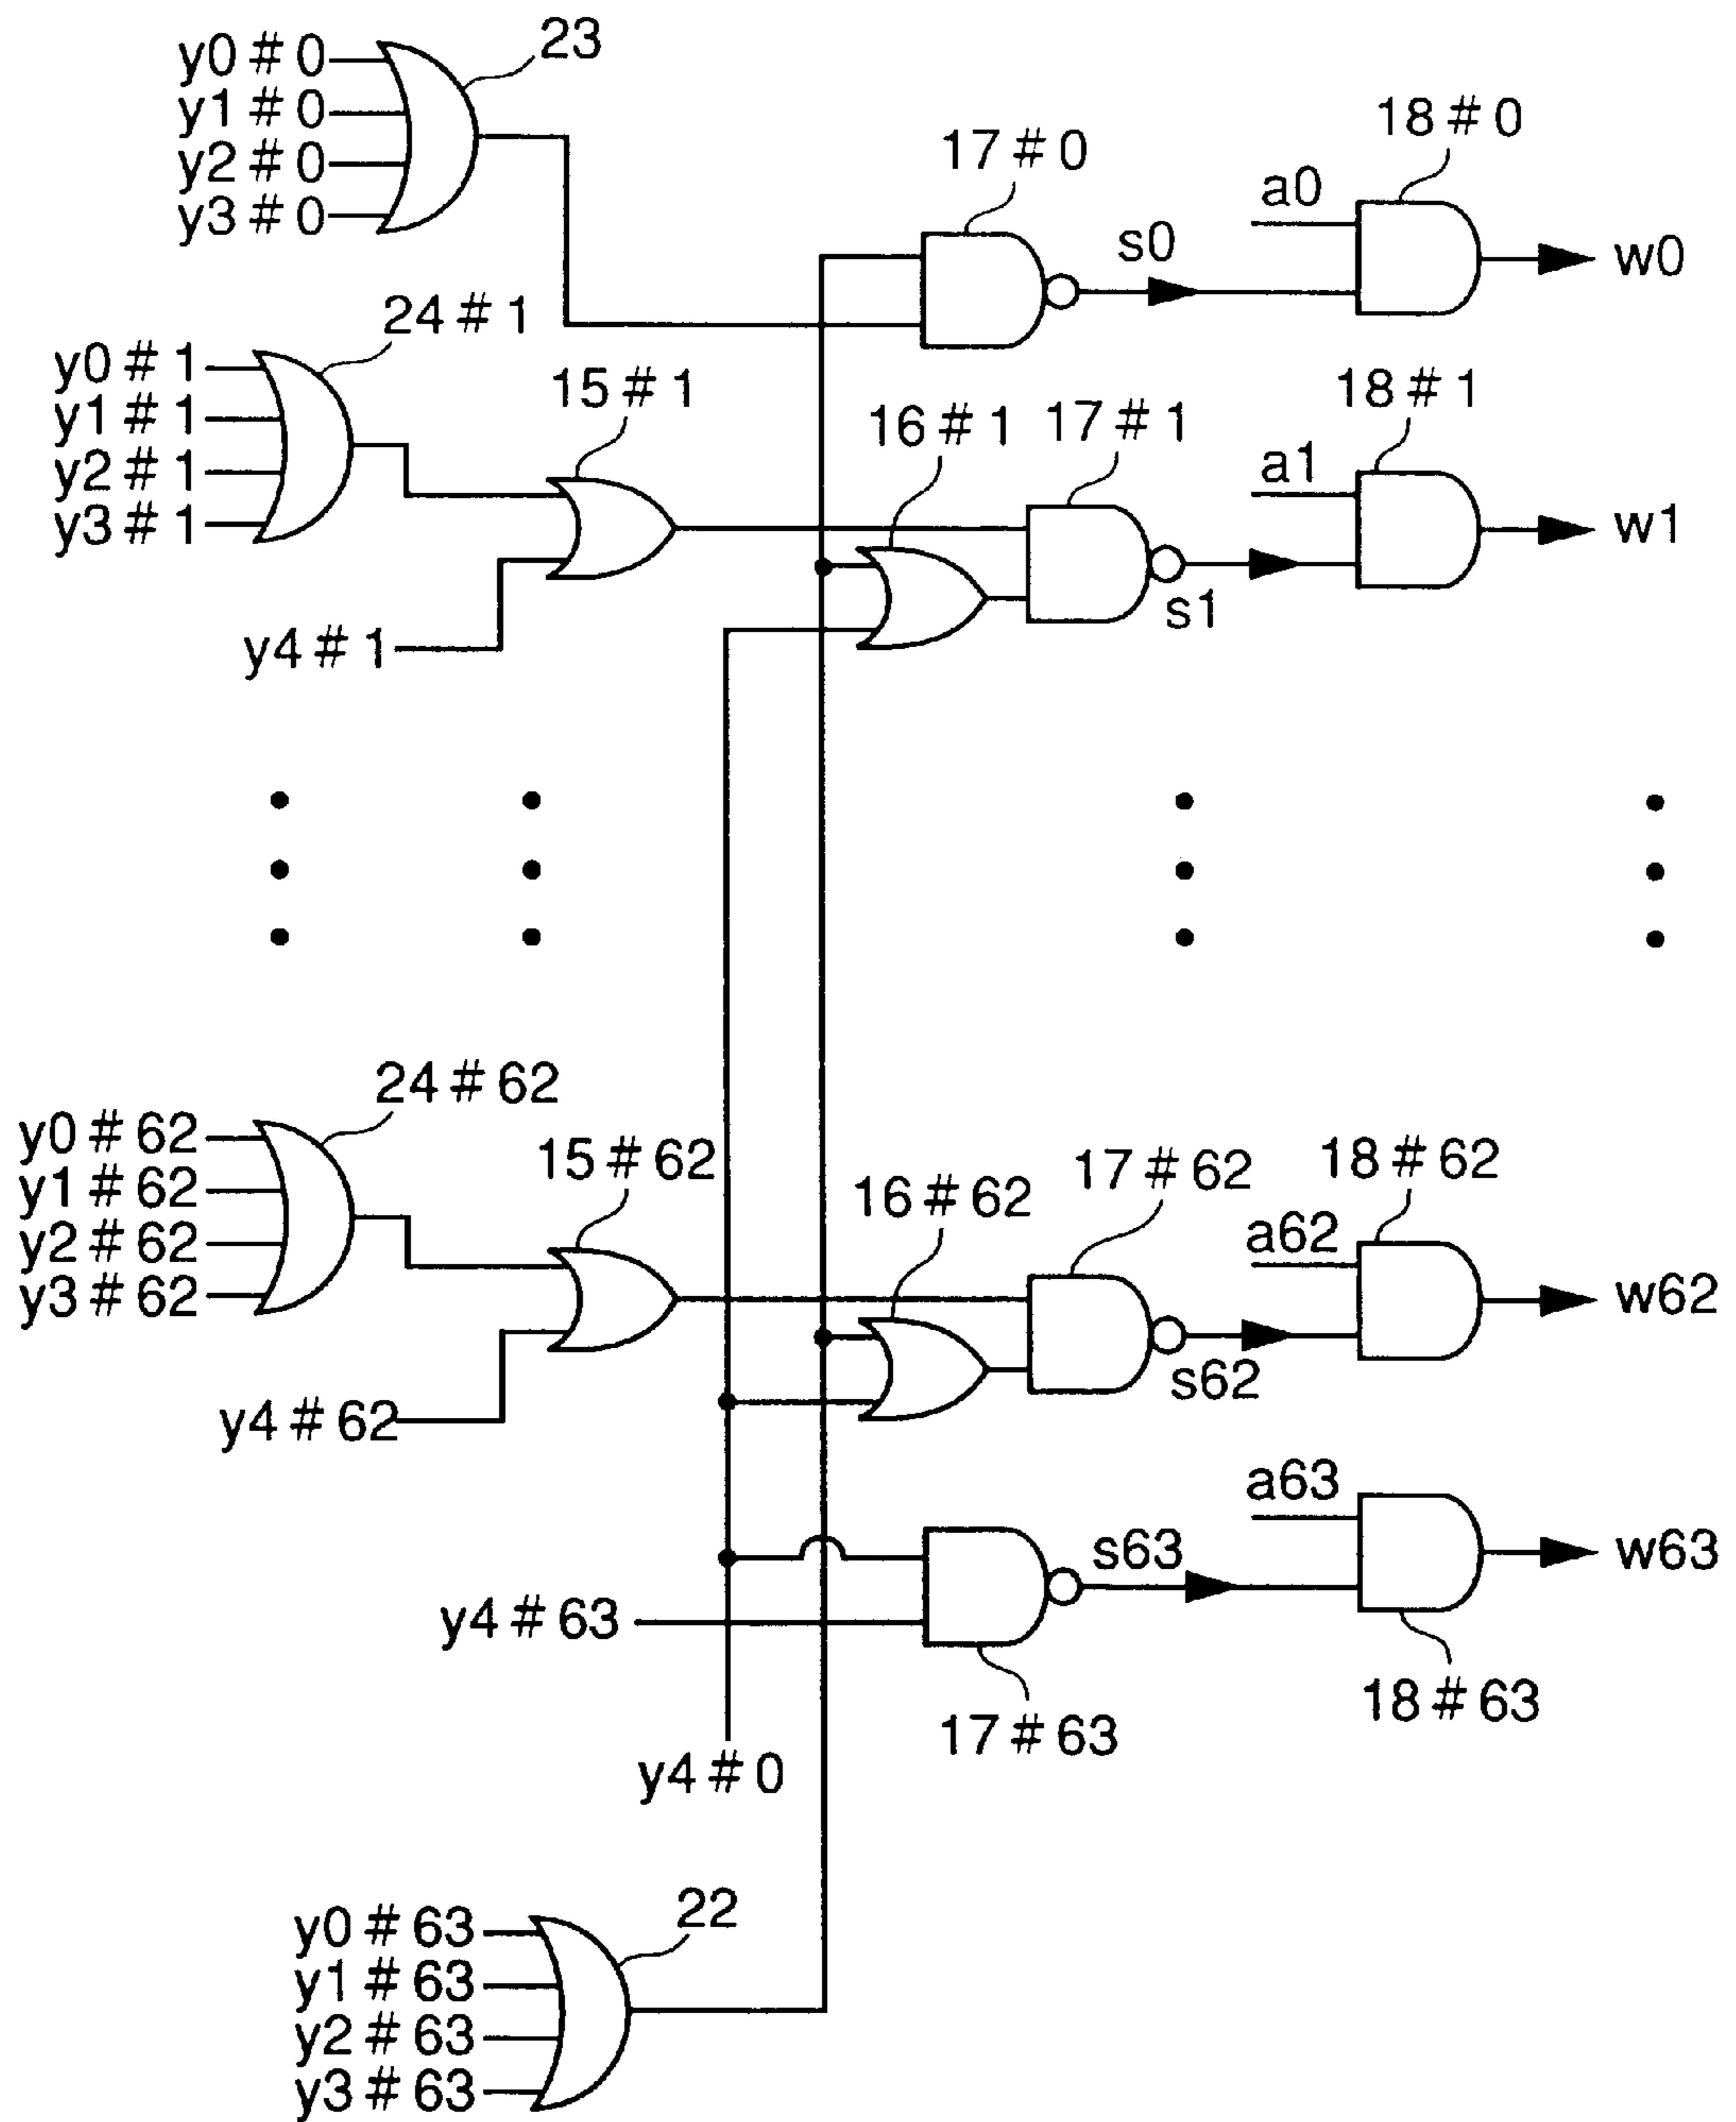 y0 # 0
y1 # 0
y2 # 0
y3 # 0
23
17 # 0
18 # 0
a0
s0
w0
24 # 1
y0 # 1
y1 # 1
y2 # 1
y3 # 1
15 # 1
16 # 1
17 # 1
18 # 1
a1
s1
w1
y4 # 1
24 # 62
y0 # 62
y1 # 62
y2 # 62
y3 # 62
15 # 62
16 # 62
17 # 62
18 # 62
a62
s62
w62
y4 # 62
a63
s63
w63
y4 # 63
17 # 63
18 # 63
y4 # 0
22
y0 # 63
y1 # 63
y2 # 63
y3 # 63